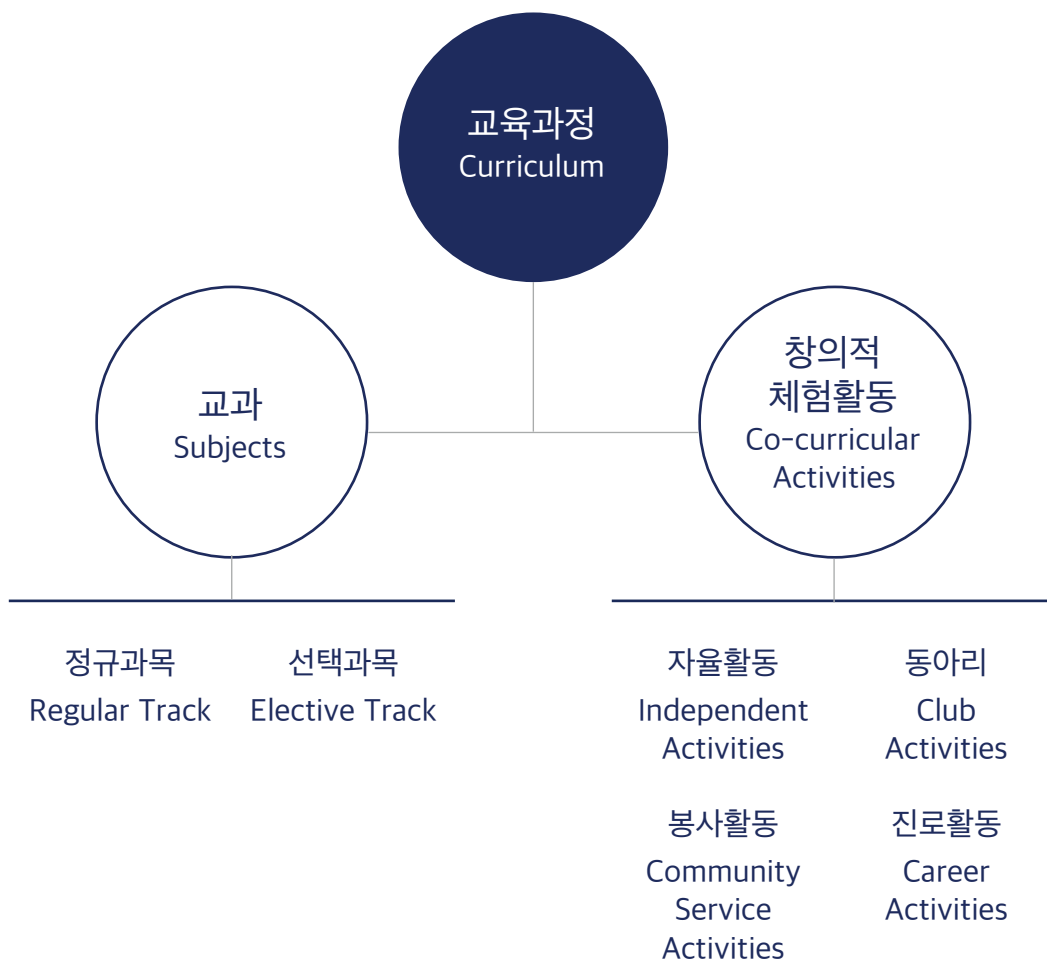 교육과정
Curriculum
교과
Subjects
창의적
체험활동
Co-curricular
Activities
정규과목
Regular Track
선택과목
Elective Track
자율활동
Independent
Activities
동아리
Club
Activities
봉사활동
Community
Service
Activities
진로활동
Career
Activities